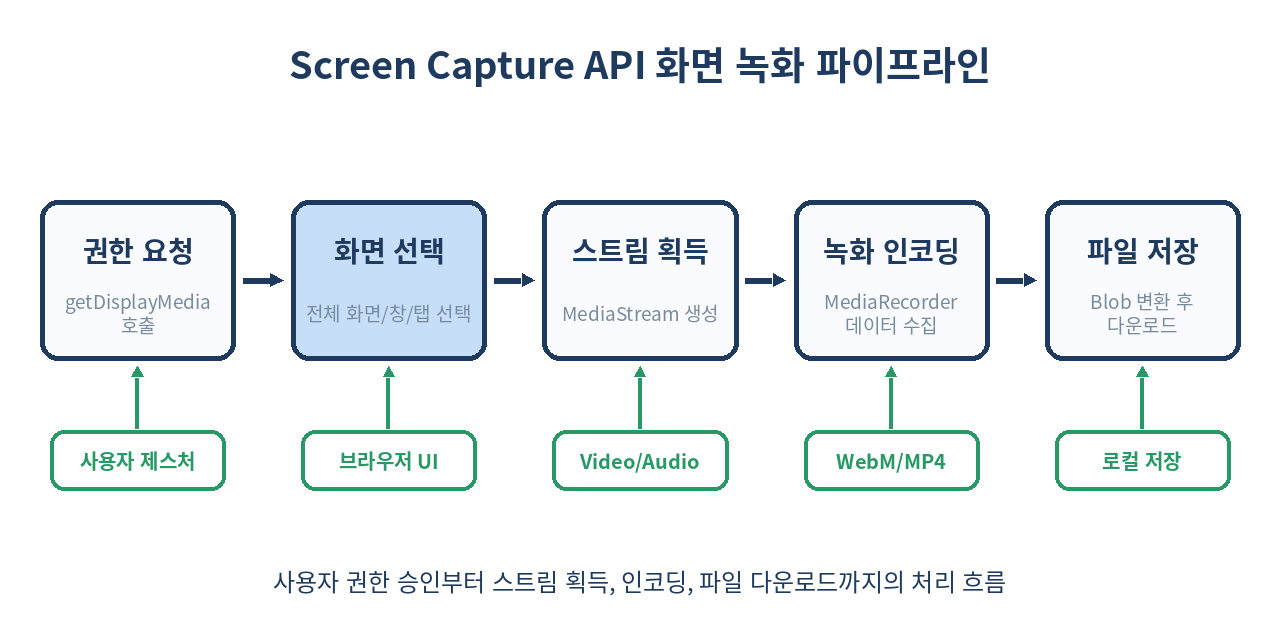 Screen Capture API 화면 녹화 파이프라인
권한 요청
getDisplayMedia
호출
화면 선택
전체 화면/창/탭 선택
스트림 획득
MediaStream 생성
녹화 인코딩
MediaRecorder
데이터 수집
파일 저장
Blob 변환 후
다운로드
사용자 제스처
브라우저 UI
Video/Audio
WebM/MP4
로컬 저장
사용자 권한 승인부터 스트림 획득, 인코딩, 파일 다운로드까지의 처리 흐름